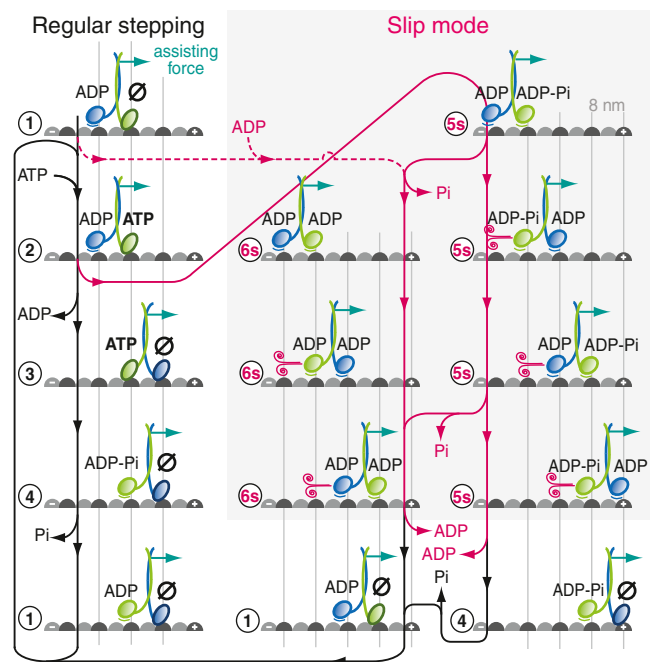 Regular stepping
Slip mode
assisting
force
ADP
Ø
1
ADP
ADP-Pi
5s
8 nm
ADP
ATP
Pi
ADP
ATP
2
ADP
ADP
6s
ADP-Pi
ADP
5s
ADP
ATP
Ø
3
ADP
ADP
6s
ADP
ADP-Pi
5s
ADP-Pi
Ø
4
Pi
ADP
ADP
6s
Pi
ADP-Pi
ADP
5s
ADP
ADP
Pi
ADP
Ø
1
ADP
Ø
1
ADP-Pi
Ø
4